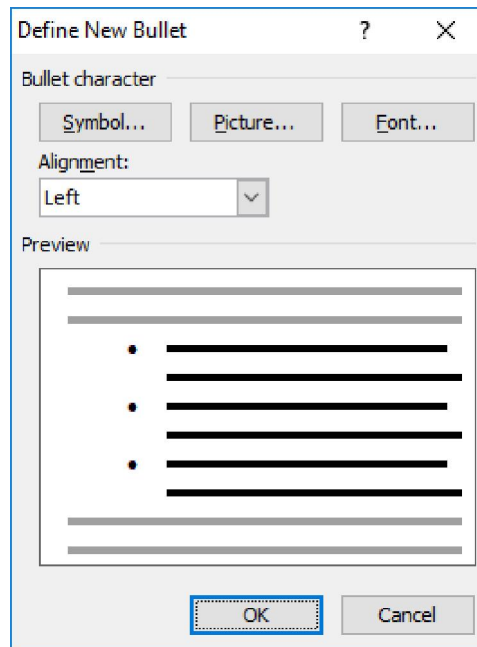 Define New Bullet ? ×
Bullet character
Symbol... Picture... Font...
Alignment:
Left
Preview
OK Cancel